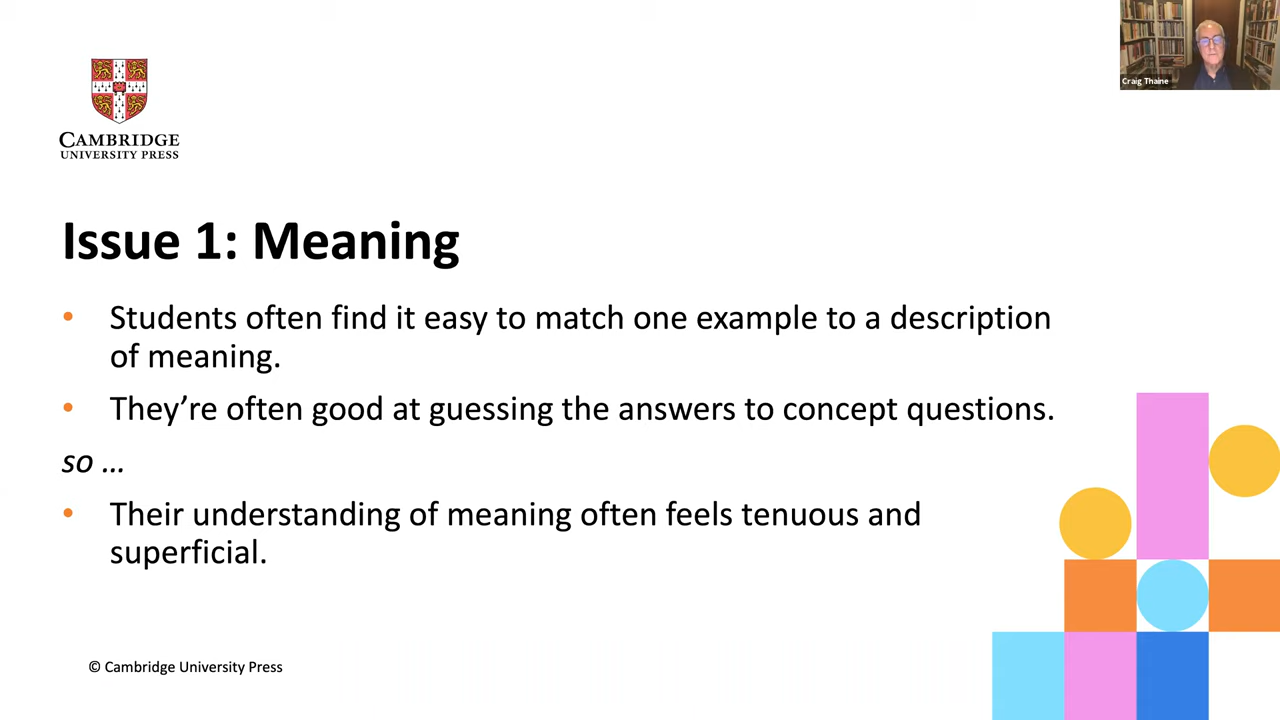 Craig Thaine
CAMBRIDGE
UNIVERSITY PRESS
Issue 1: Meaning
• Students often find it easy to match one example to a description
of meaning.
• They’re often good at guessing the answers to concept questions.
so …
• Their understanding of meaning often feels tenuous and
superficial.
© Cambridge University Press